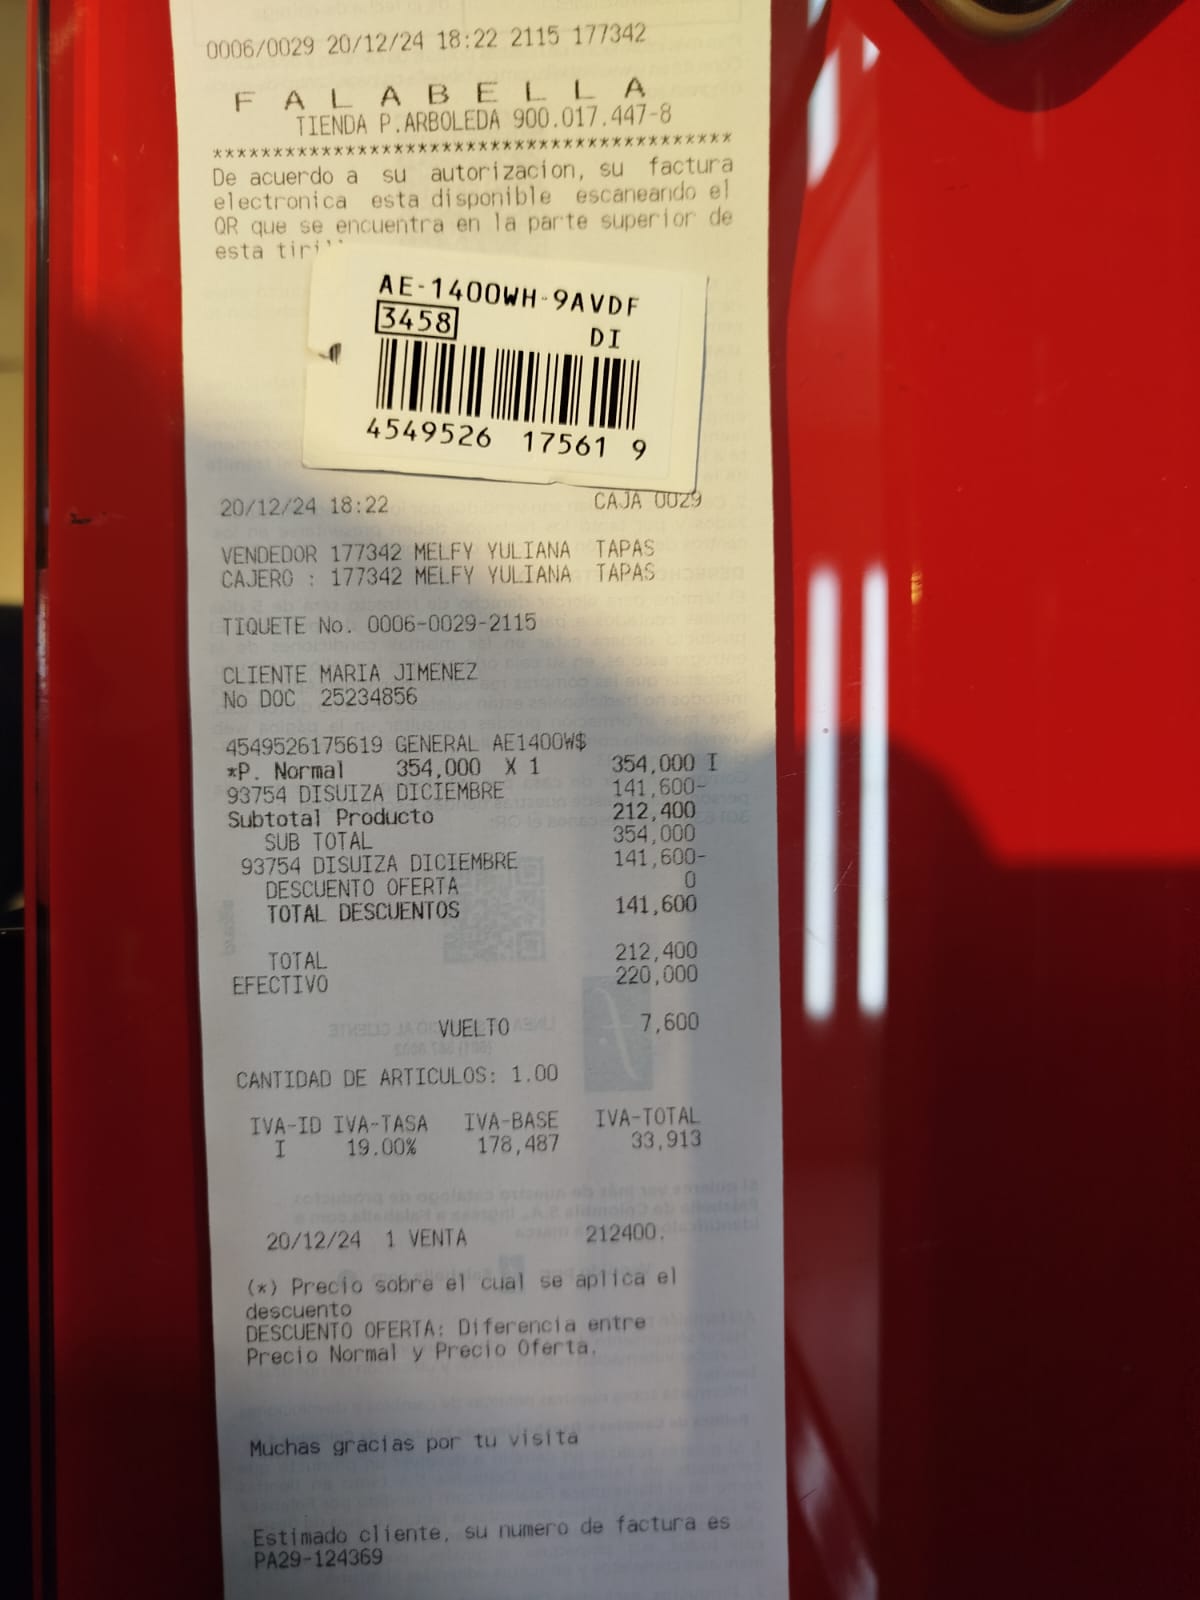 0006/0029 20/12/24 18:22 2115 177342
F A L A B E L L A
TIENDA P.ARBOLEDA 900.017.447-8
*******************************************
De acuerdo a su autorizacion, su factura
electronica esta disponible escaneando el
QR que se encuentra en la parte superior de
esta
AE-1400WH-9AVDF
3458
DI
4549526 17561 9
20/12/24 18:22 CAJA 0029
VENDEDOR 177342 MELFY YULIANA TAPAS
CAJERO : 177342 MELFY YULIANA TAPAS
TIQUETE No. 0006-0029-2115
CLIENTE MARIA JIMENEZ
No DOC 25234856
4549526175619 GENERAL AE1400W$
*P. Normal 354,000 X 1 354,000 I
93754 DISUIZA DICIEMBRE 141,600-
Subtotal Producto 212,400
SUB TOTAL 354,000
93754 DISUIZA DICIEMBRE 141,600-
DESCUENTO OFERTA 0
TOTAL DESCUENTOS 141,600
TOTAL 212,400
EFECTIVO 220,000
VUELTO 7,600
CANTIDAD DE ARTICULOS: 1.00
IVA-ID IVA-TASA IVA-BASE IVA-TOTAL
I 19.00% 178,487 33,913
20/12/24 1 VENTA 212400.
(*) Precio sobre el cual se aplica el
descuento
DESCUENTO OFERTA: Diferencia entre
Precio Normal y Precio Oferta.
Muchas gracias por tu visita
Estimado cliente, su numero de factura es
PA29-124369